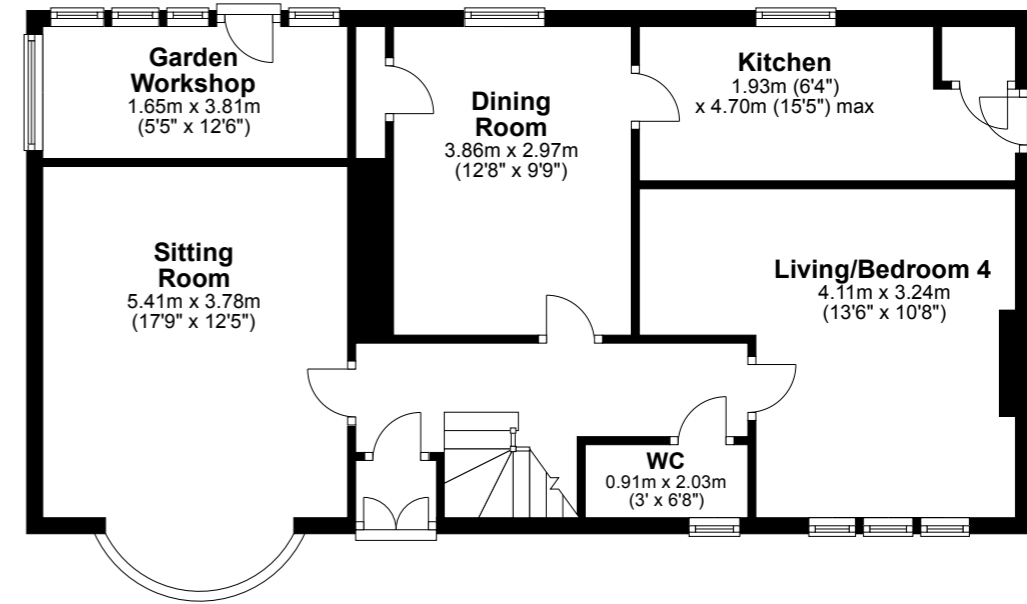 Garden
Workshop
1.65m x 3.81m
(5'5" x 12'6")
Dining
Room
3.86m x 2.97m
(12'8" x 9'9")
Kitchen
1.93m (6'4")
x 4.70m (15'5") max
Sitting
Room
5.41m x 3.78m
(17'9" x 12'5")
Living/Bedroom 4
4.11m x 3.24m
(13'6" x 10'8")
WC
0.91m x 2.03m
(3' x 6'8")